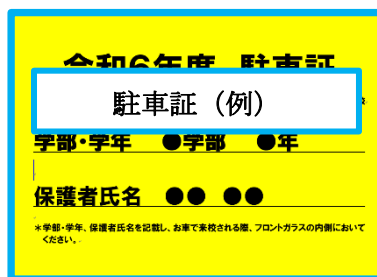 令和6年度 駐車証
駐車証（例）
学部･学年 ●学部 ●年
保護者氏名 ●● ●●
＊学部･学年、保護者氏名を記載し、お車で来校される際、フロントガラスの内側において
ください。